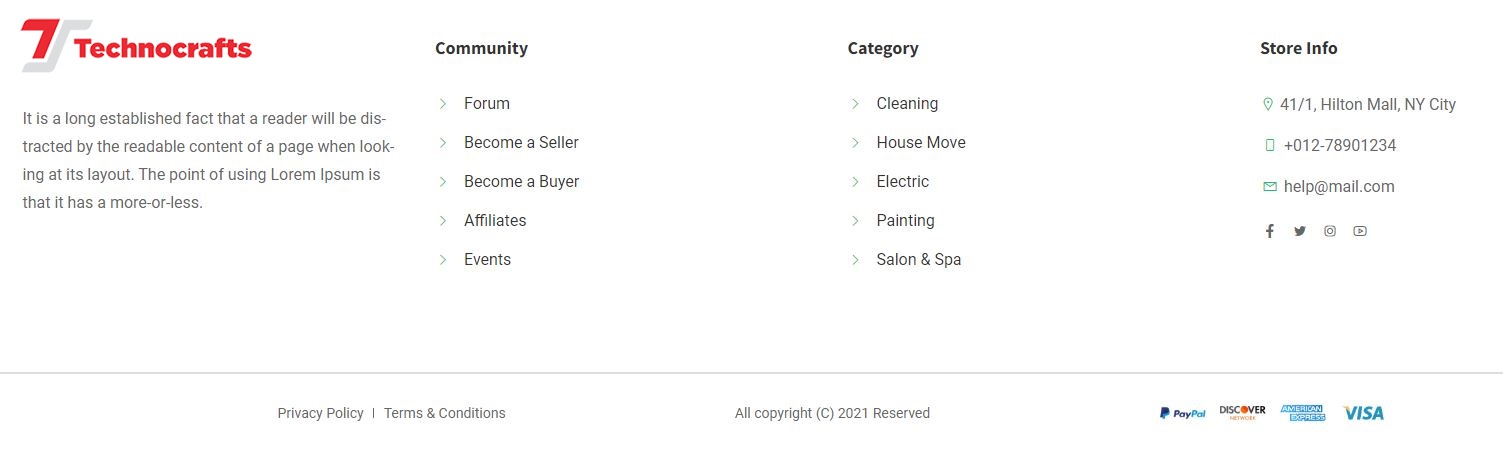 Technocrafts
It is a long established fact that a reader will be dis-
tracted by the readable content of a page when look-
ing at its layout. The point of using Lorem Ipsum is
that it has a more-or-less.
Community
Forum
Become a Seller
Become a Buyer
Affiliates
Events
Category
Cleaning
House Move
Electric
Painting
Salon & Spa
Store Info
41/1, Hilton Mall, NY City
+012-78901234
help@mail.com
Privacy Policy | Terms & Conditions
All copyright (C) 2021 Reserved
PayPal
DISCOVER
NETWORK
AMERICAN
EXPRESS
VISA